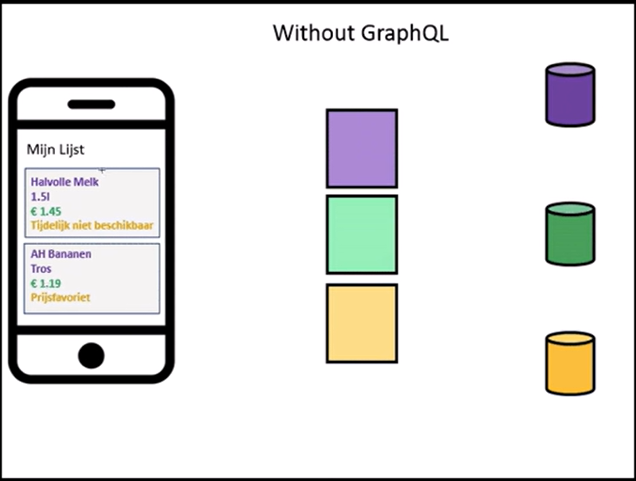 Without GraphQL
Mijn Lijst
Halvolle Melk
1.5l
€ 1.45
Tijdelijk niet beschikbaar
AH Bananen
Tros
€ 1.19
Prijsfavoriet